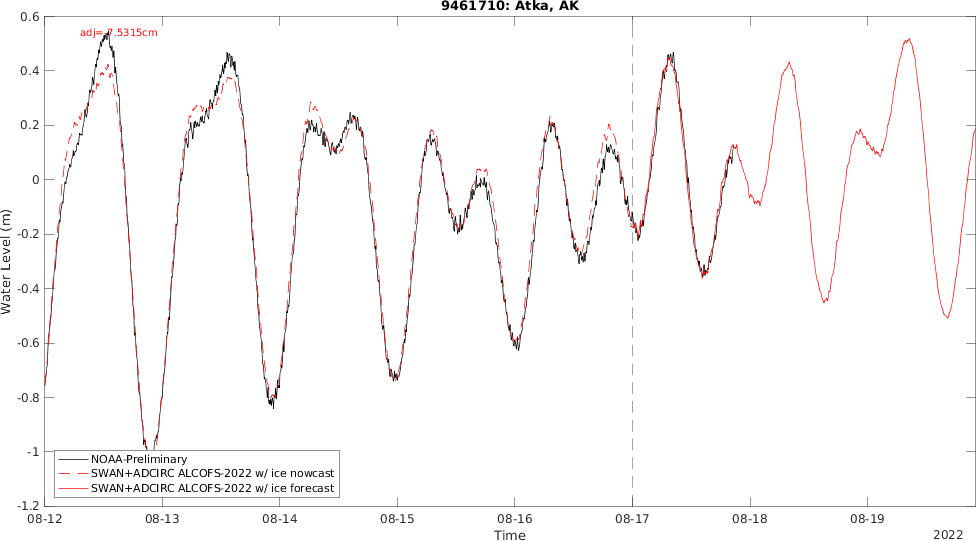 9461710: Atka, AK
adj=-7.5315cm
Water Level (m)
0.6
0.4
0.2
0
-0.2
-0.4
-0.6
-0.8
-1
-1.2
NOAA-Preliminary
SWAN+ADCIRC ALCOFS-2022 w/ ice nowcast
SWAN+ADCIRC ALCOFS-2022 w/ ice forecast
08-12 08-13 08-14 08-15 08-16 08-17 08-18 08-19
Time
2022